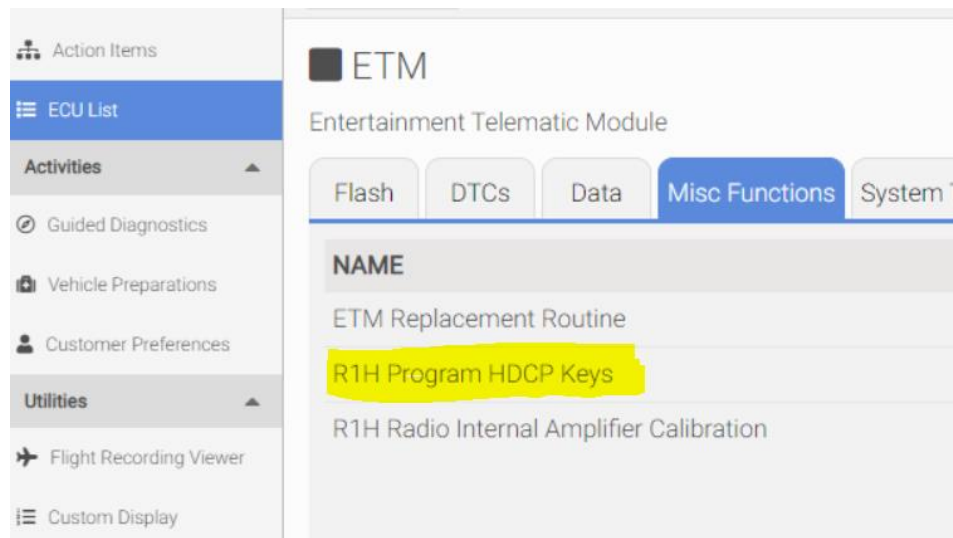 Action Items
ECU List
Activities
Guided Diagnostics
Vehicle Preparations
Customer Preferences
Utilities
Flight Recording Viewer
Custom Display
ETM
Entertainment Telematic Module
Flash DTCs Data Misc Functions System
NAME
ETM Replacement Routine
R1H Program HDCP Keys
R1H Radio Internal Amplifier Calibration